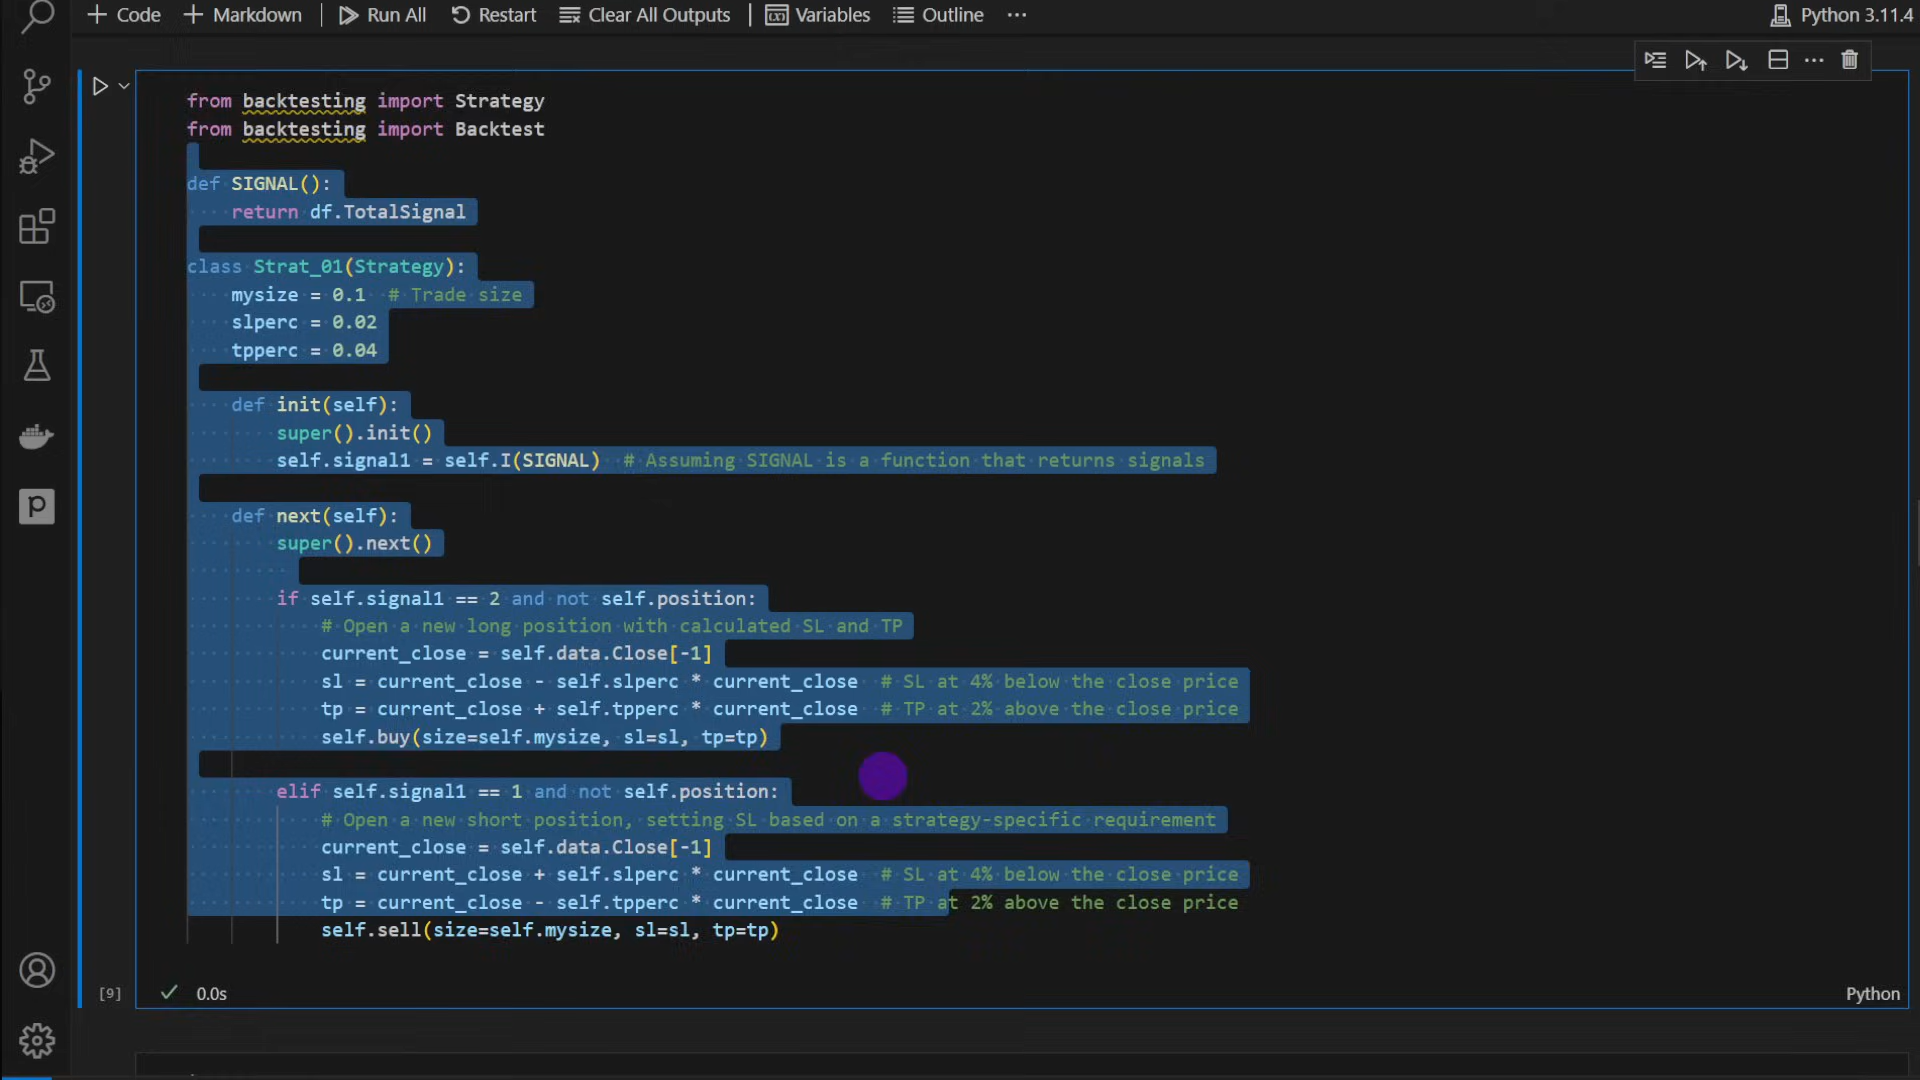 Code Markdown Run All Restart Clear All Outputs Variables Outline ··· Python 3.11.4
from backtesting import Strategy
from backtesting import Backtest
def SIGNAL():
    return df.TotalSignal
class Strat_01(Strategy):
    mysize = 0.1  # Trade size
    slperc = 0.02
    tpperc = 0.04
    def init(self):
        super().init()
        self.signal1 = self.I(SIGNAL)  # Assuming SIGNAL is a function that returns signals
    def next(self):
        super().next()
        if self.signal1 == 2 and not self.position:
            # Open a new long position with calculated SL and TP
            current_close = self.data.Close[-1]
            sl = current_close - self.slperc * current_close  # SL at 4% below the close price
            tp = current_close + self.tpperc * current_close  # TP at 2% above the close price
            self.buy(size=self.mysize, sl=sl, tp=tp)
        elif self.signal1 == 1 and not self.position:
            # Open a new short position, setting SL based on a strategy-specific requirement
            current_close = self.data.Close[-1]
            sl = current_close + self.slperc * current_close  # SL at 4% below the close price
            tp = current_close - self.tpperc * current_close  # TP at 2% above the close price
            self.sell(size=self.mysize, sl=sl, tp=tp)
[9] 0.0s Python